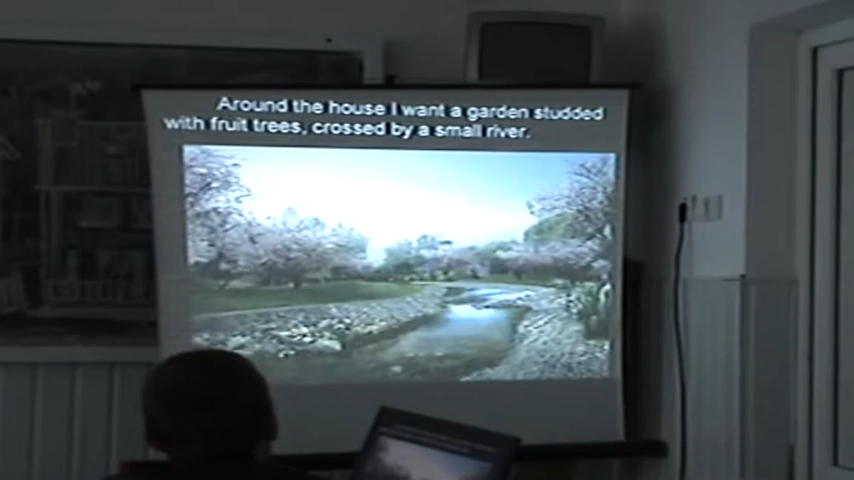 Around the house I want a garden studded
with fruit trees, crossed by a small river.